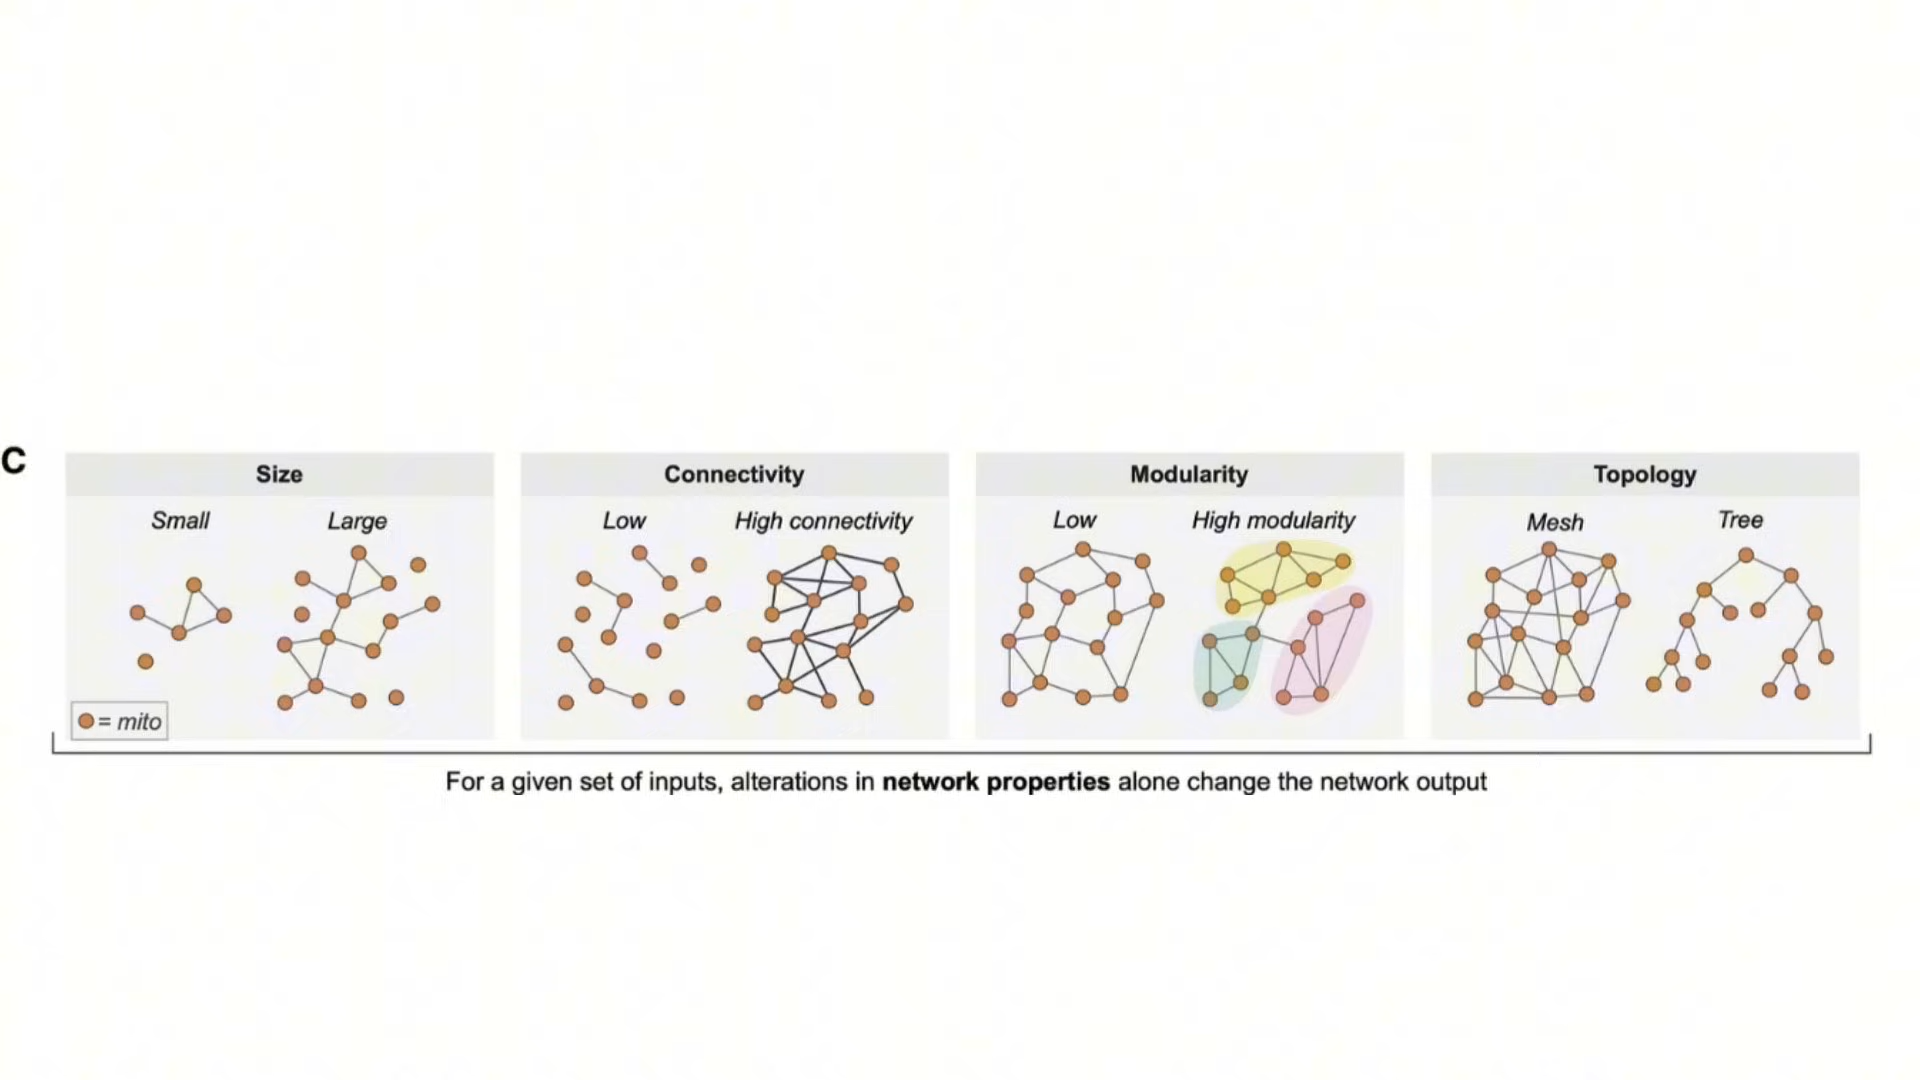 C
Size
Small Large
= mito
Connectivity
Low High connectivity
Modularity
Low High modularity
Topology
Mesh Tree
For a given set of inputs, alterations in network properties alone change the network output